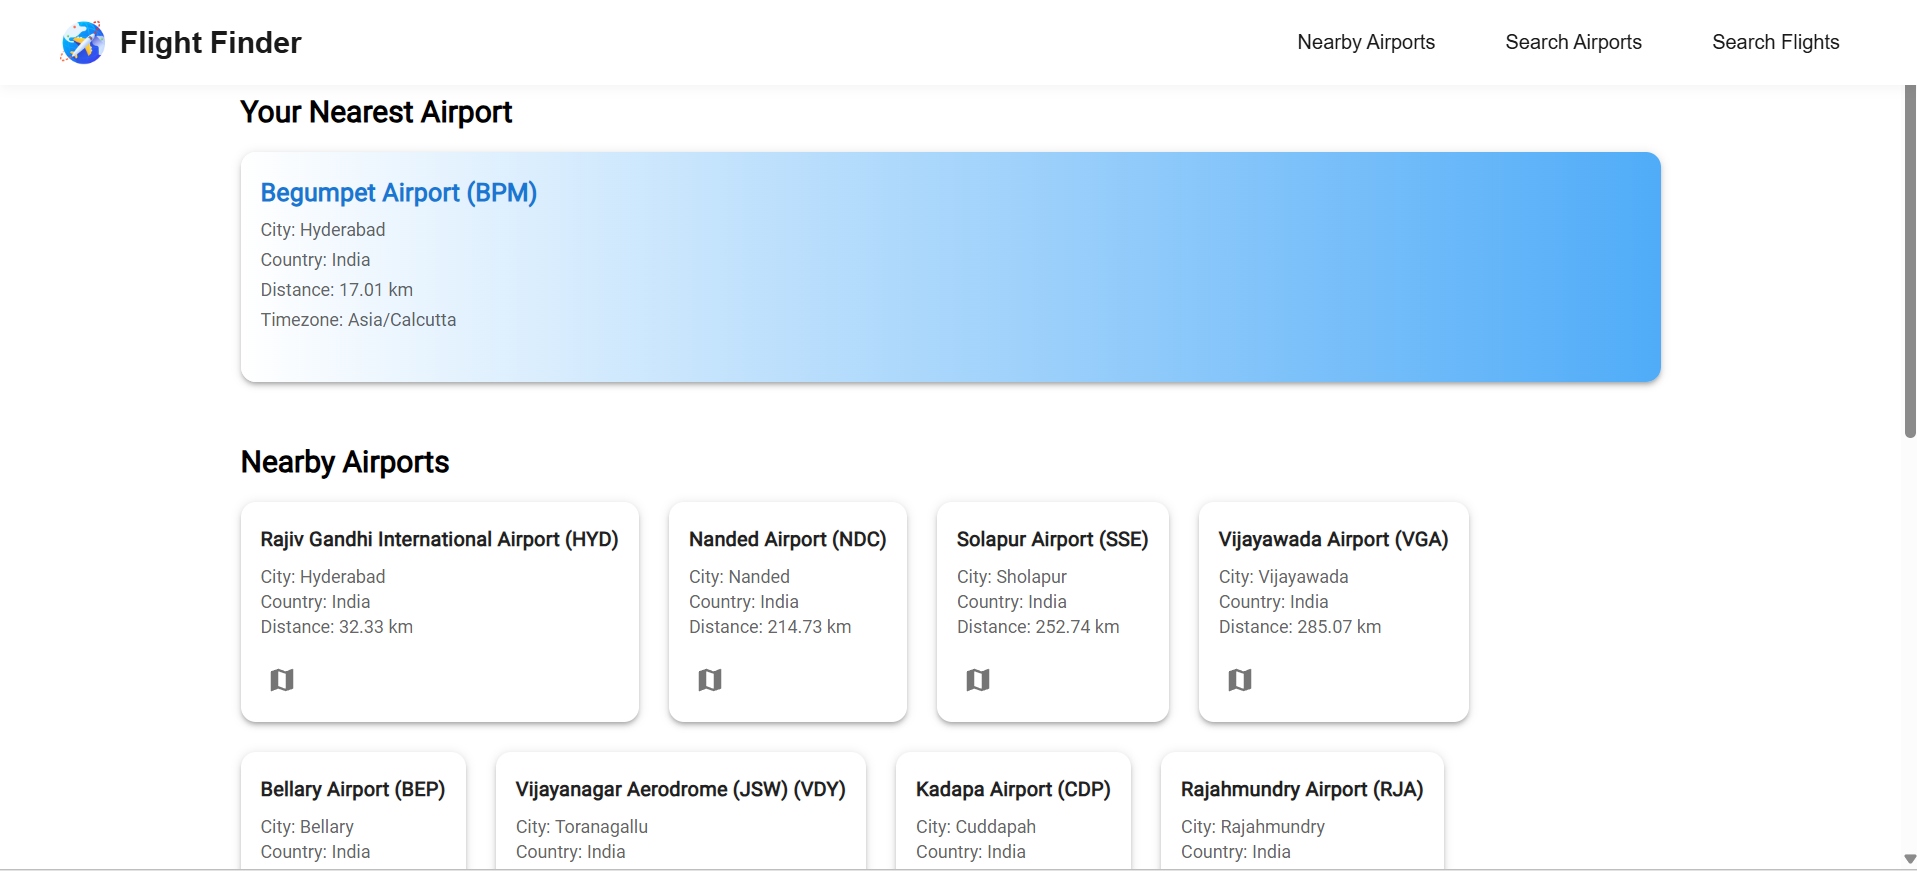 Flight Finder
Nearby Airports
Search Airports
Search Flights
Your Nearest Airport
Begumpet Airport (BPM)
City: Hyderabad
Country: India
Distance: 17.01 km
Timezone: Asia/Calcutta
Nearby Airports
Rajiv Gandhi International Airport (HYD)
City: Hyderabad
Country: India
Distance: 32.33 km
Nanded Airport (NDC)
City: Nanded
Country: India
Distance: 214.73 km
Solapur Airport (SSE)
City: Sholapur
Country: India
Distance: 252.74 km
Vijayawada Airport (VGA)
City: Vijayawada
Country: India
Distance: 285.07 km
Bellary Airport (BEP)
City: Bellary
Country: India
Vijayanagar Aerodrome (JSW) (VDY)
City: Toranagallu
Country: India
Kadapa Airport (CDP)
City: Cuddapah
Country: India
Rajahmundry Airport (RJA)
City: Rajahmundry
Country: India